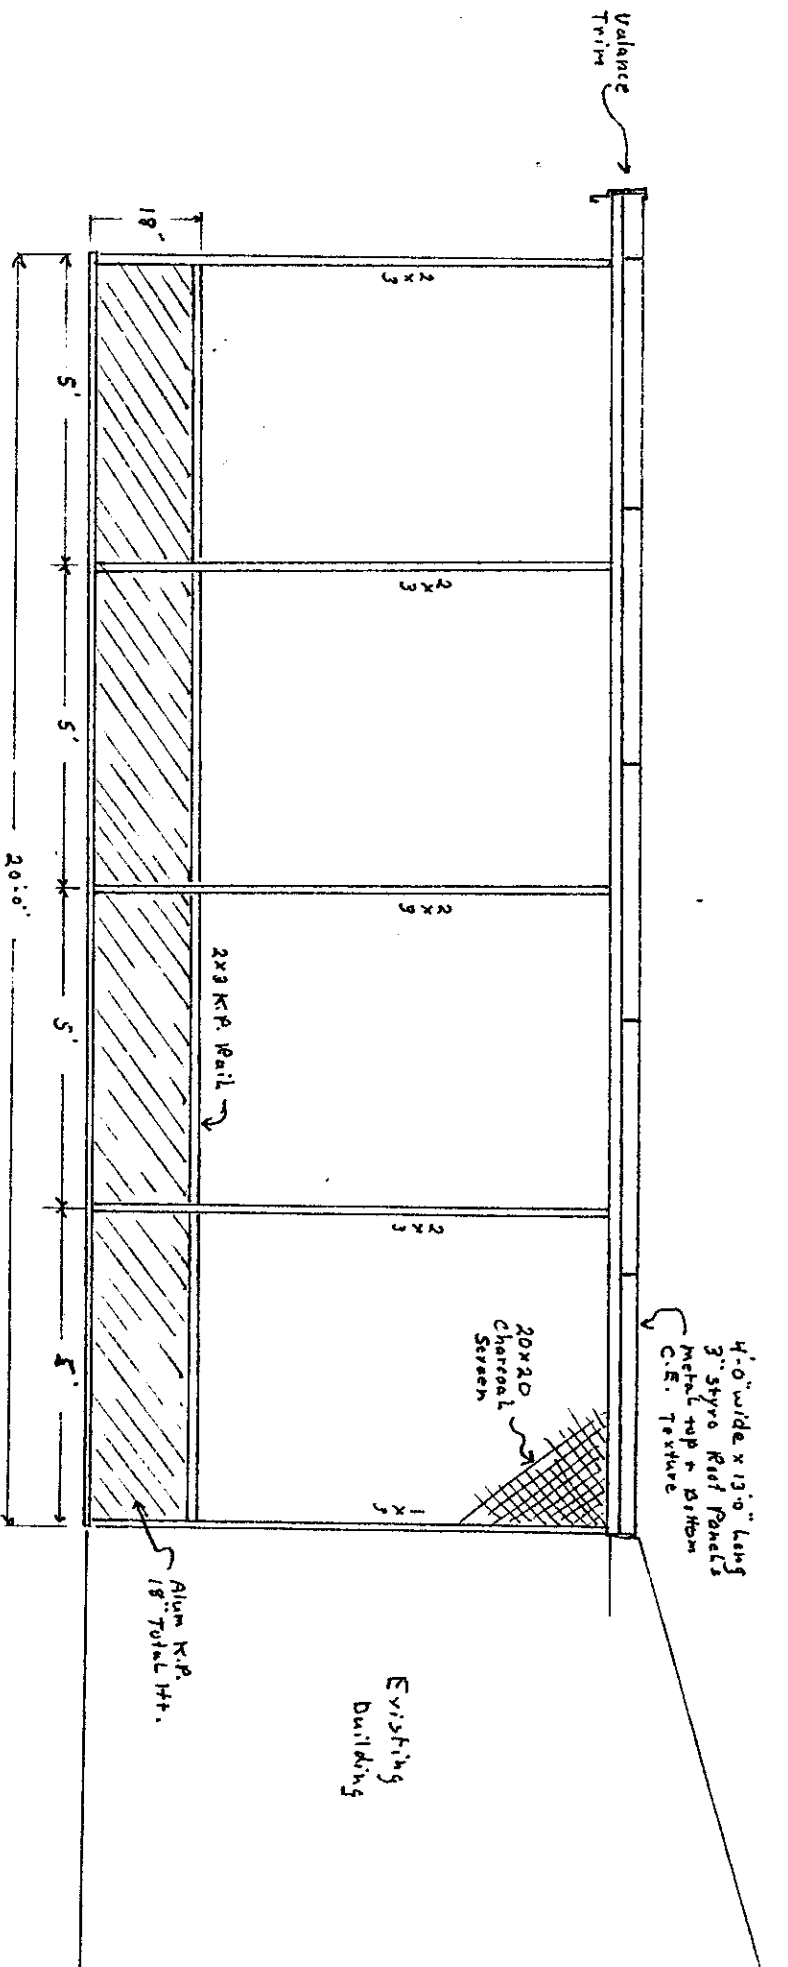 Valance
Trim
4'-0" wide x 13'-0" Long
3" styro Roof Panels
Metal top + Bottom
C.E. Texture
20x20
Charcoal
Screen
2x3
2x3
2x3
2x3
1x3
Existing
Building
18"
2x3 K.P. Rail
Alum K.P.
18" Total Ht.
5'
5'
5'
5'
20'-0"